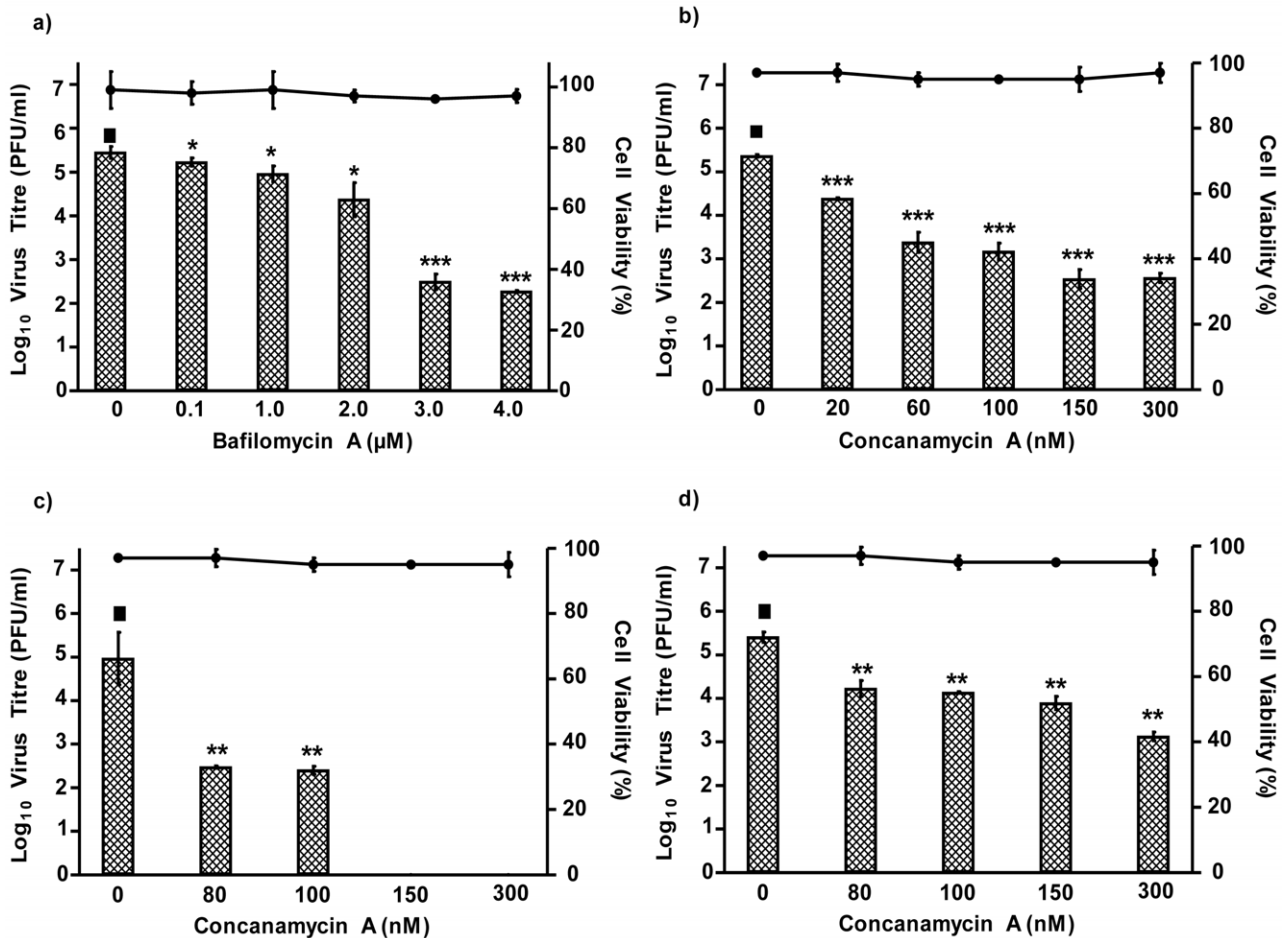 a)
Log10 Virus Titre (PFU/ml)
7
6
5
4
3
2
1
0
* * * *** ***
100
80
60
40
20
0
Cell Viability (%)
0 0.1 1.0 2.0 3.0 4.0
Bafilomycin A (µM)
b)
Log10 Virus Titre (PFU/ml)
7
6
5
4
3
2
1
0
*** *** *** *** ***
100
80
60
40
20
0
Cell Viability (%)
0 20 60 100 150 300
Concanamycin A (nM)
c)
Log10 Virus Titre (PFU/ml)
7
6
5
4
3
2
1
0
** **
100
80
60
40
20
0
Cell Viability (%)
0 80 100 150 300
Concanamycin A (nM)
d)
Log10 Virus Titre (PFU/ml)
7
6
5
4
3
2
1
0
** ** ** **
100
80
60
40
20
0
Cell Viability (%)
0 80 100 150 300
Concanamycin A (nM)